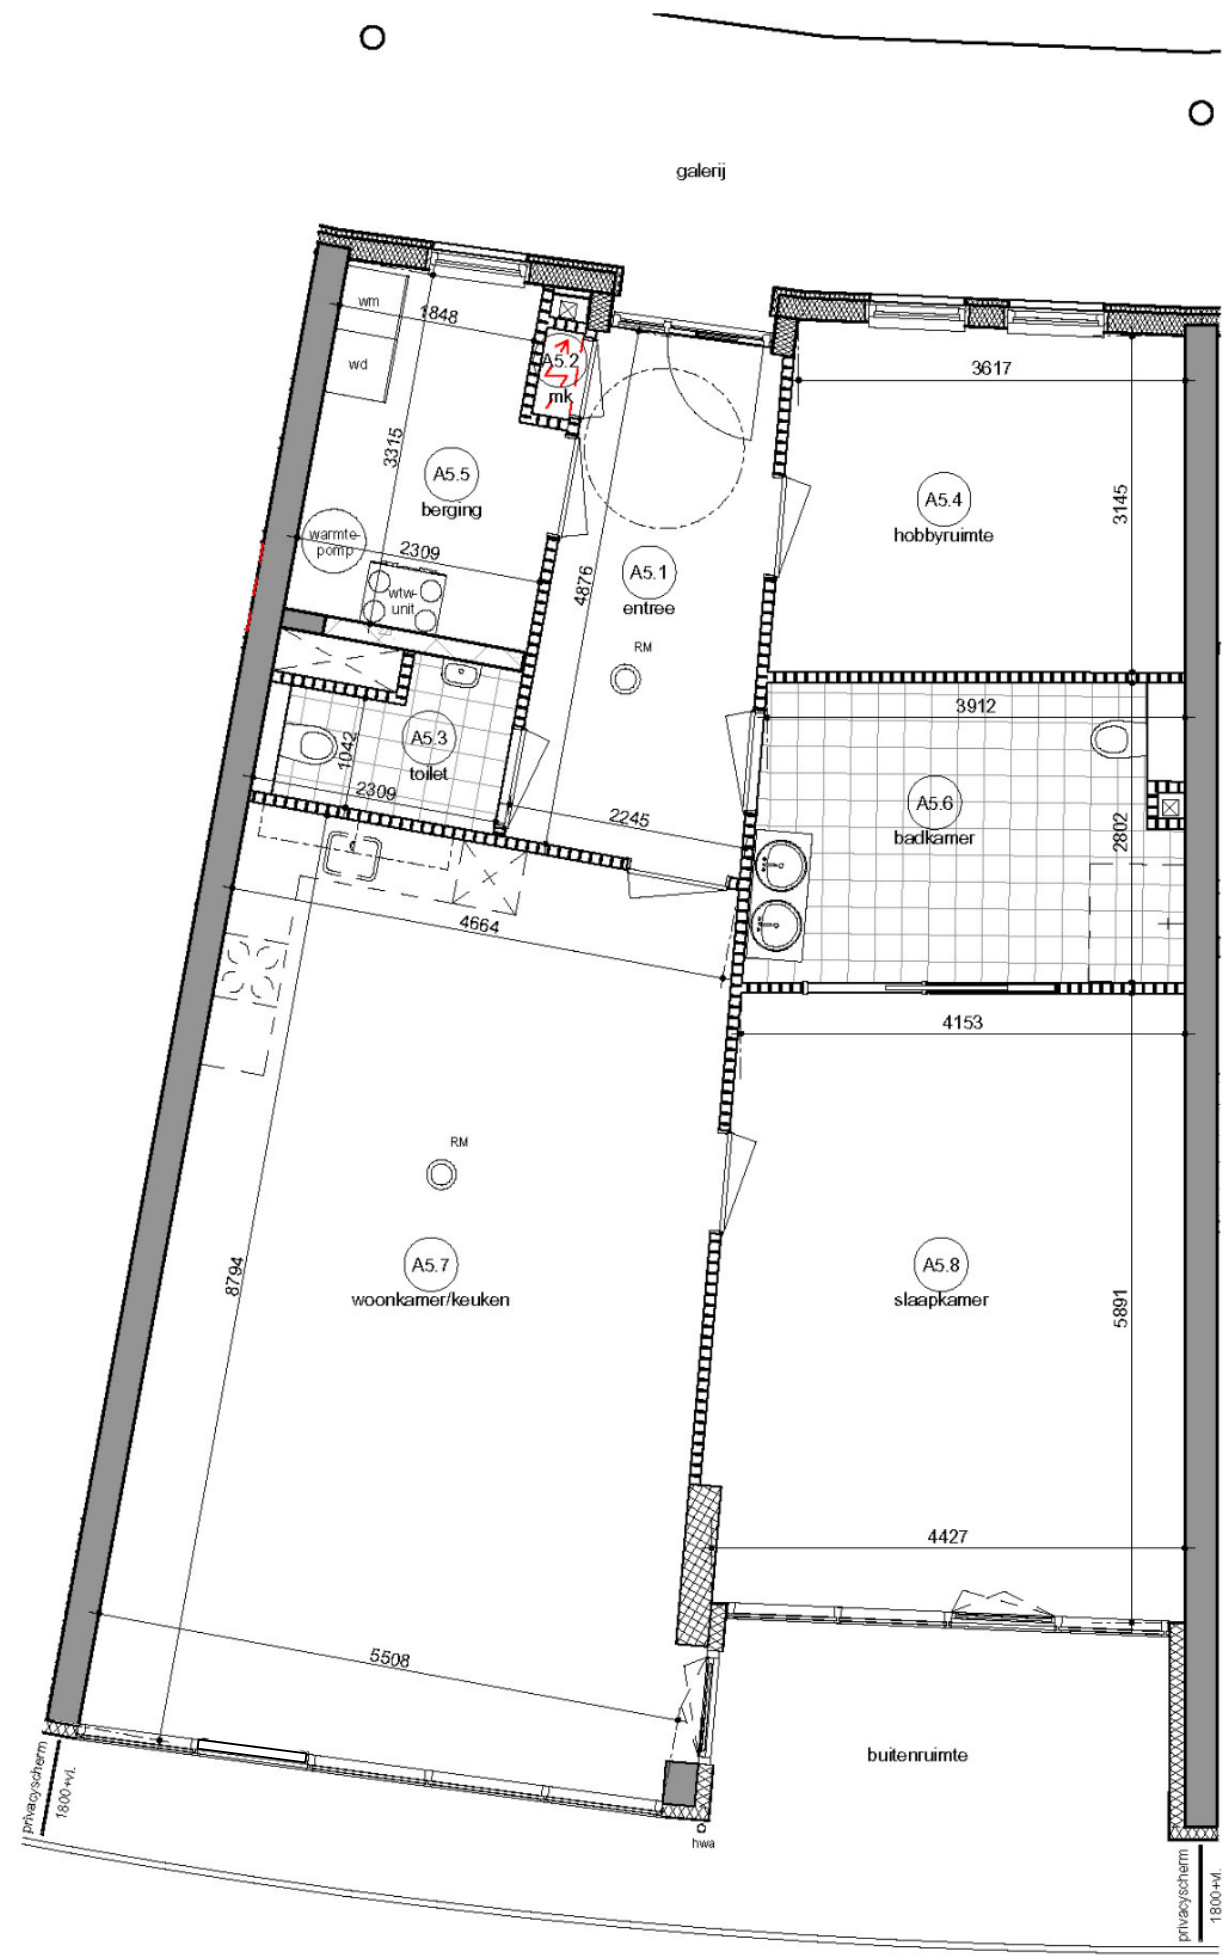 galerij
wm
1848
wd
A5.2
mk
3617
3315
A5.5
berging
A5.4
hobbyruimte
3145
warmte-
pomp
2309
wtw-
unit
4876
A5.1
entree
RM
3912
A5.3
toilet
1042
2309
2245
A5.6
badkamer
2802
4664
4153
RM
A5.7
woonkamer/keuken
8794
A5.8
slaapkamer
5891
4427
5508
buitenruimte
privacyscherm
1800+vl.
hwa
privacyscherm
1800+vl.